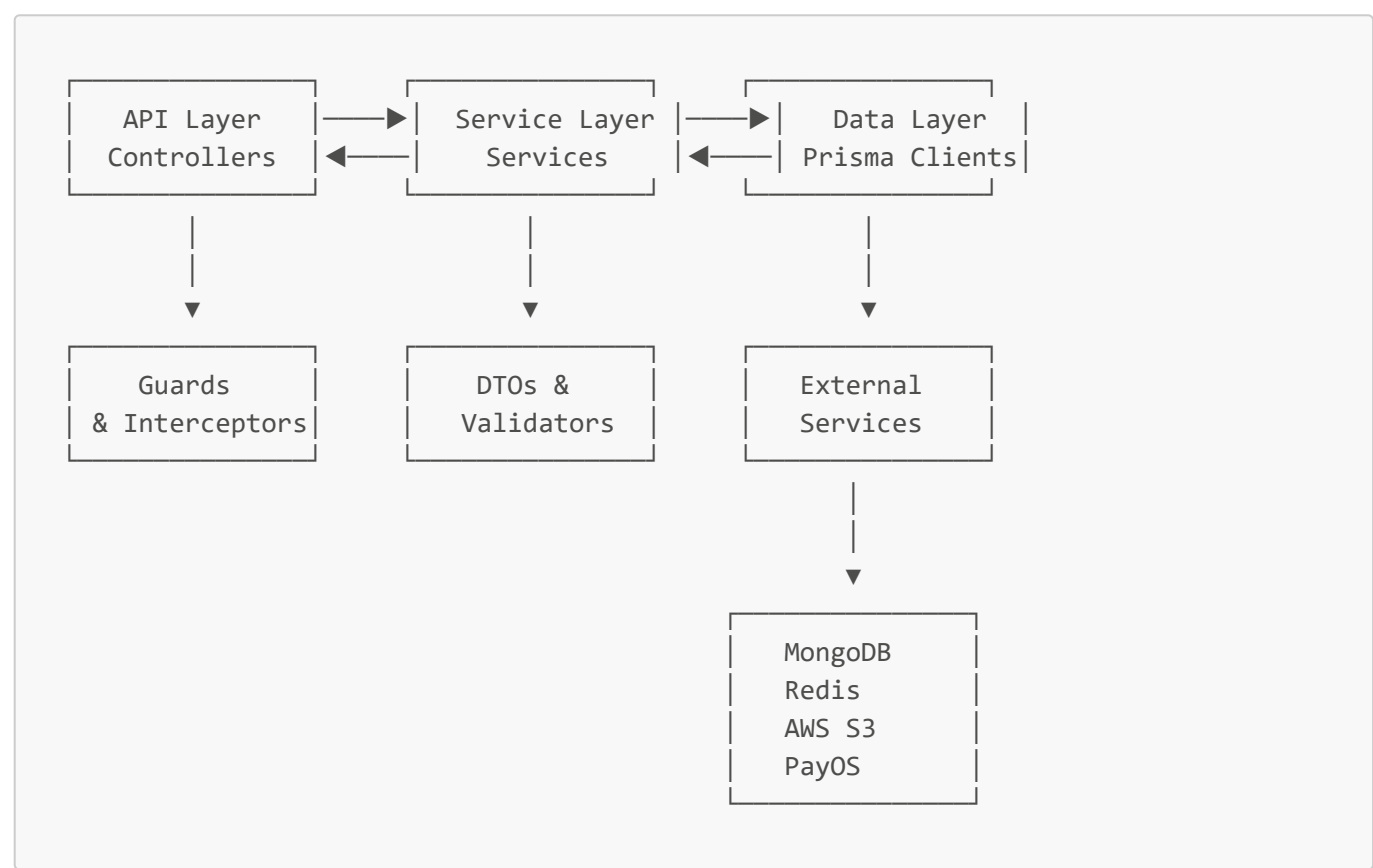 API Layer Service Layer Data Layer
Controllers Services Prisma Clients
Guards DTOs & External
& Interceptors Validators Services
MongoDB
Redis
AWS S3
PayOS